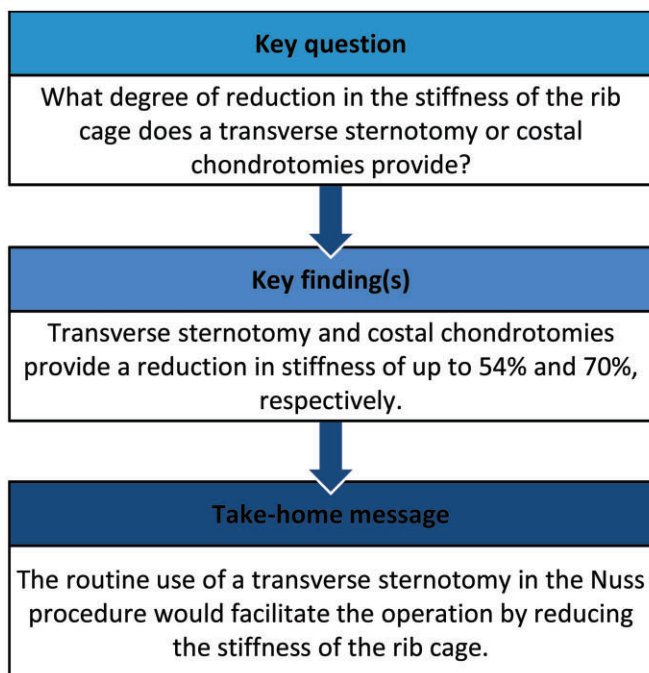 Key question
What degree of reduction in the stiffness of the rib
cage does a transverse sternotomy or costal
chondrotomies provide?
Key finding(s)
Transverse sternotomy and costal chondrotomies
provide a reduction in stiffness of up to 54% and 70%,
respectively.
Take-home message
The routine use of a transverse sternotomy in the Nuss
procedure would facilitate the operation by reducing
the stiffness of the rib cage.